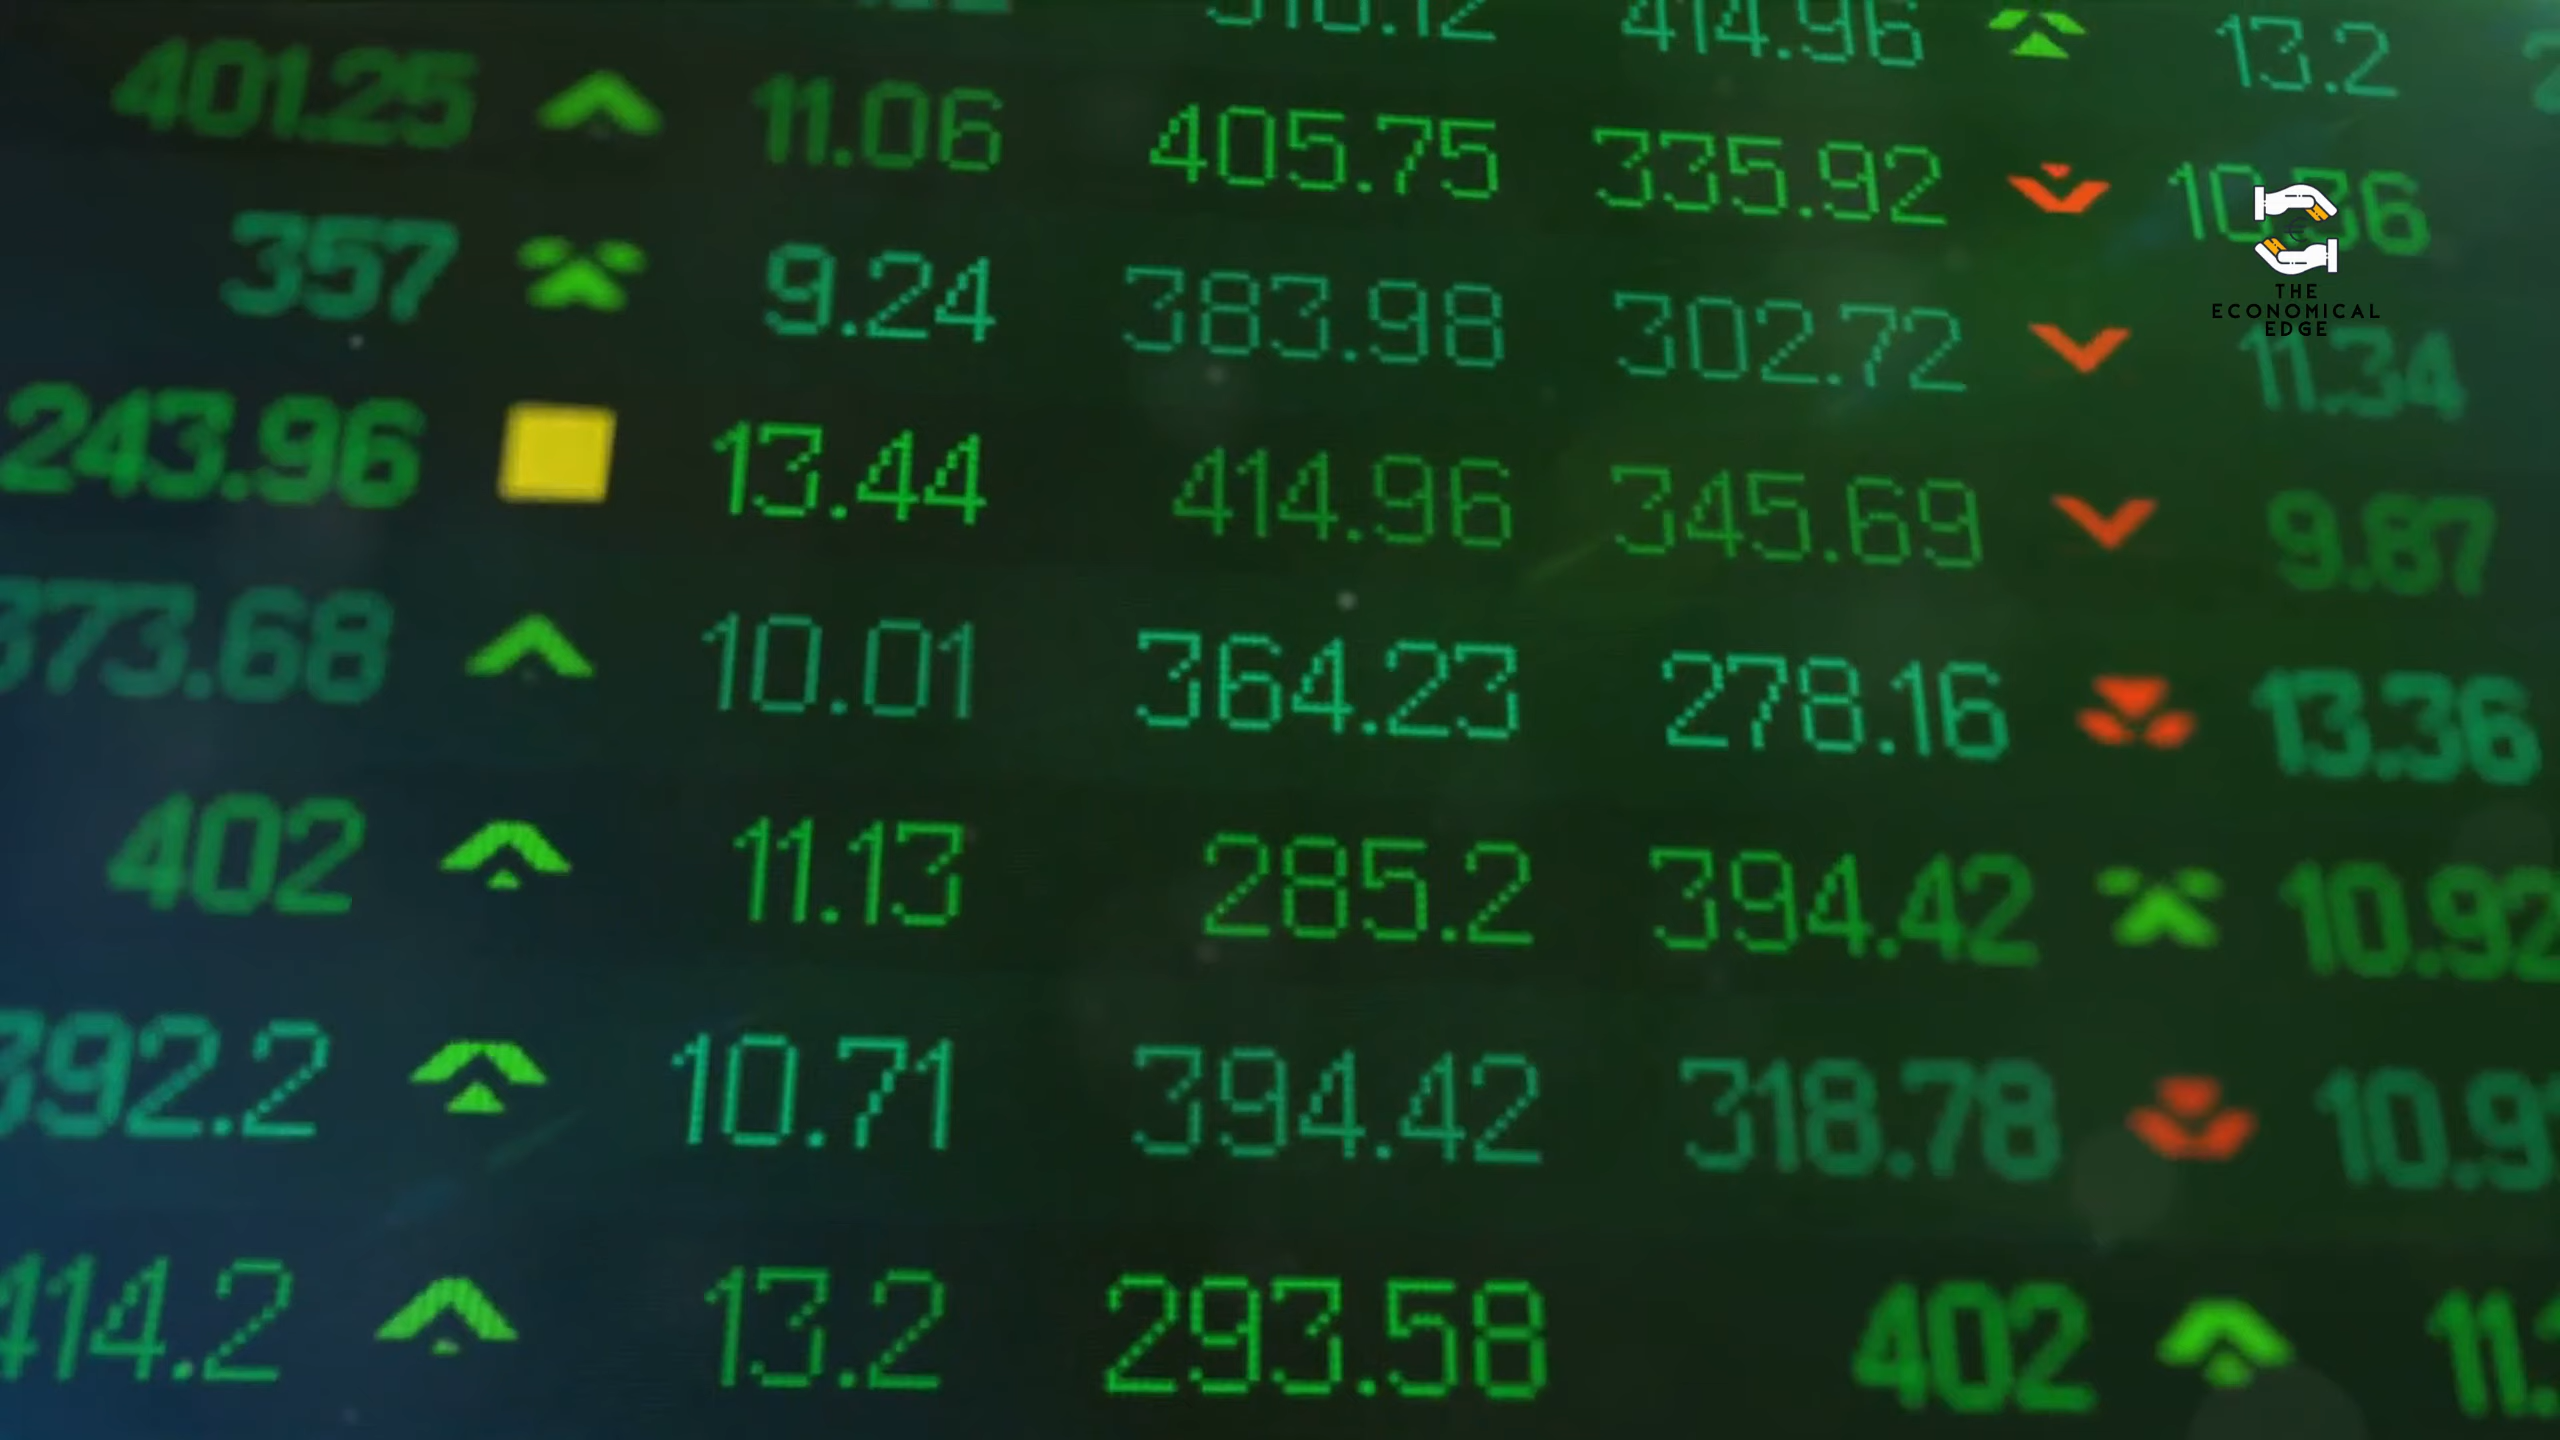 414.96 13.2
401.25 11.06 405.75 335.92
357 9.24 383.98 302.72 11.34
243.96 13.44 414.96 345.69 9.87
373.68 10.01 364.23 278.16 13.36
402 11.13 285.2 394.42 10.92
392.2 10.71 394.42 318.78
414.2 13.2 293.58 402
THE
ECONOMICAL
EDGE